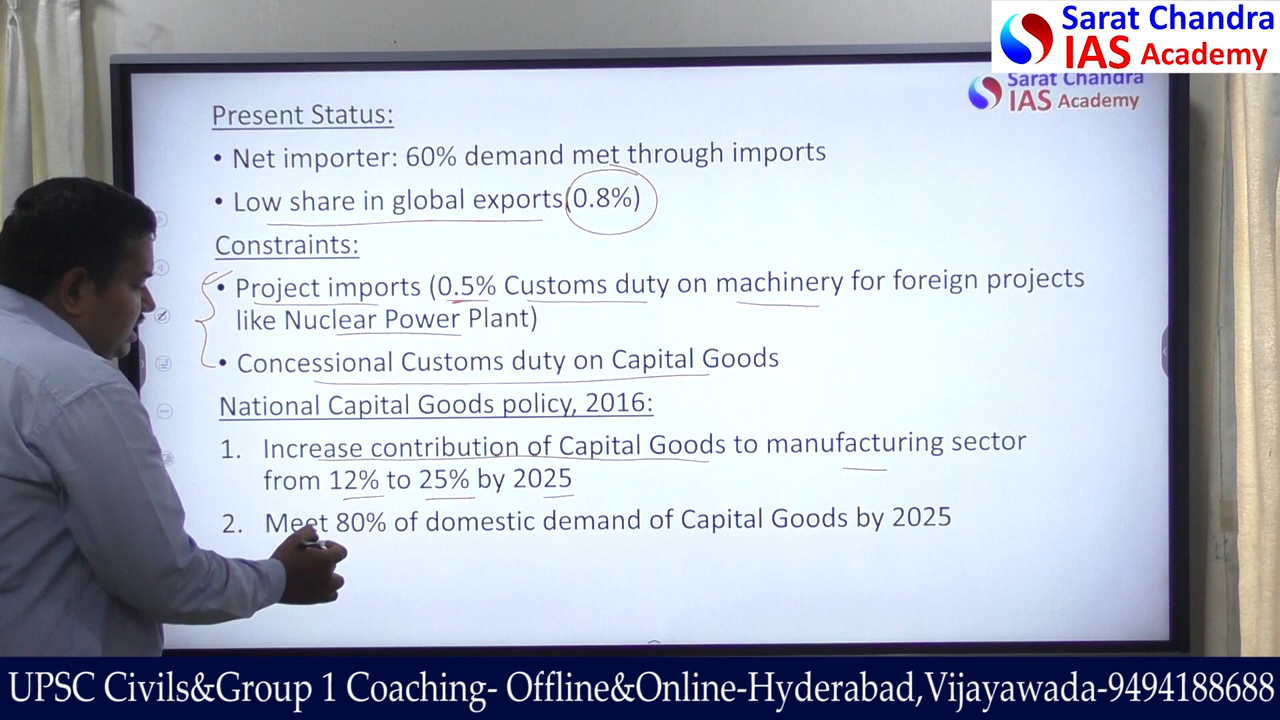 Sarat Chandra
IAS Academy
Sarat Chandra
IAS Academy
Present Status:
• Net importer: 60% demand met through imports
• Low share in global exports(0.8%)
Constraints:
• Project imports (0.5% Customs duty on machinery for foreign projects
like Nuclear Power Plant)
• Concessional Customs duty on Capital Goods
National Capital Goods policy, 2016:
1. Increase contribution of Capital Goods to manufacturing sector
from 12% to 25% by 2025
2. Meet 80% of domestic demand of Capital Goods by 2025
UPSC Civils&Group 1 Coaching- Offline&Online-Hyderabad,Vijayawada-9494188688